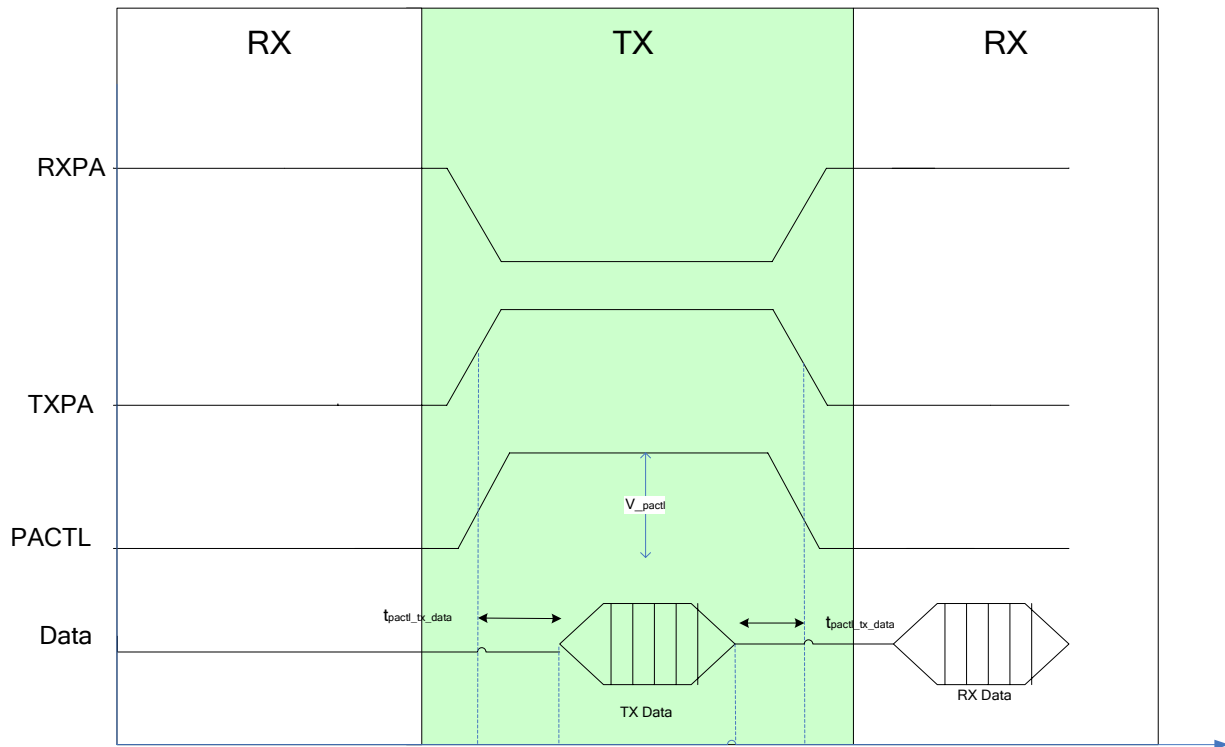 RX
TX
RX
RXPA
TXPA
V_pactl
PACTL
tpactl_tx_data
tpactl_tx_data
Data
TX Data
RX Data